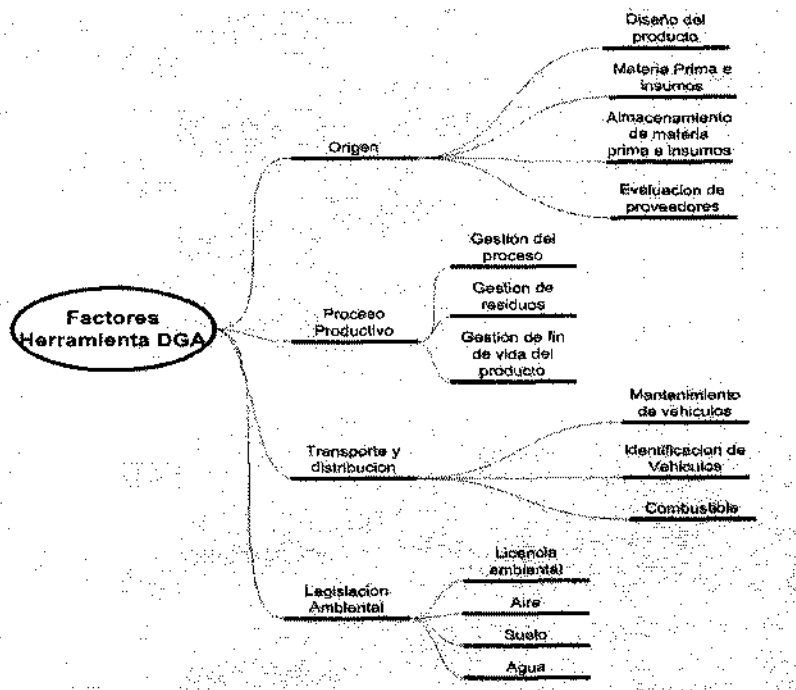 Diseño del
producto
Materia Prima e
insumos
Almacenamiento
de materia
prima e insumos
Evaluacion de
proveedores
Origen
Gestión del
proceso
Gestion de
residuos
Gestión de fin
de vida del
producto
Proceso
Productivo
Factores
Herramienta DGA
Mantenimiento
de vehiculos
Identificacion de
Vehiculos
Combustible
Transporte y
distribucion
Licencia
ambiental
Aire
Suelo
Agua
Legislacion
Ambiental